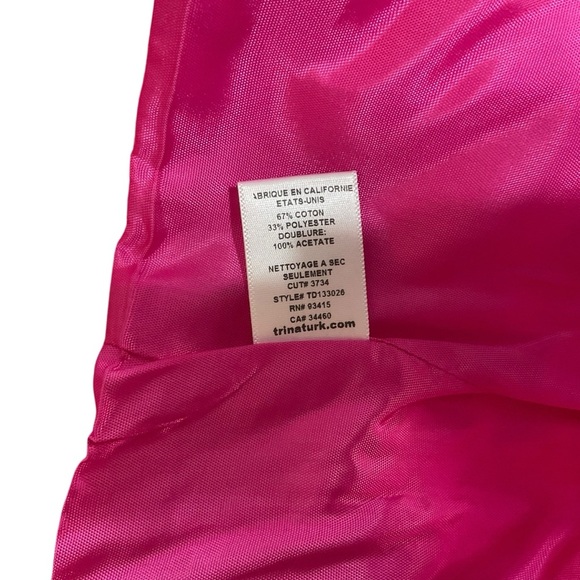 ABRIQUE EN CALIFORNIE
ETATS-UNIS
67% COTON
33% POLYESTER
DOUBLURE:
100% ACETATE
NETTOYAGE A SEC
SEULEMENT
CUT# 3734
STYLE# TD133026
RN# 93415
CA# 34460
trinaturk.com